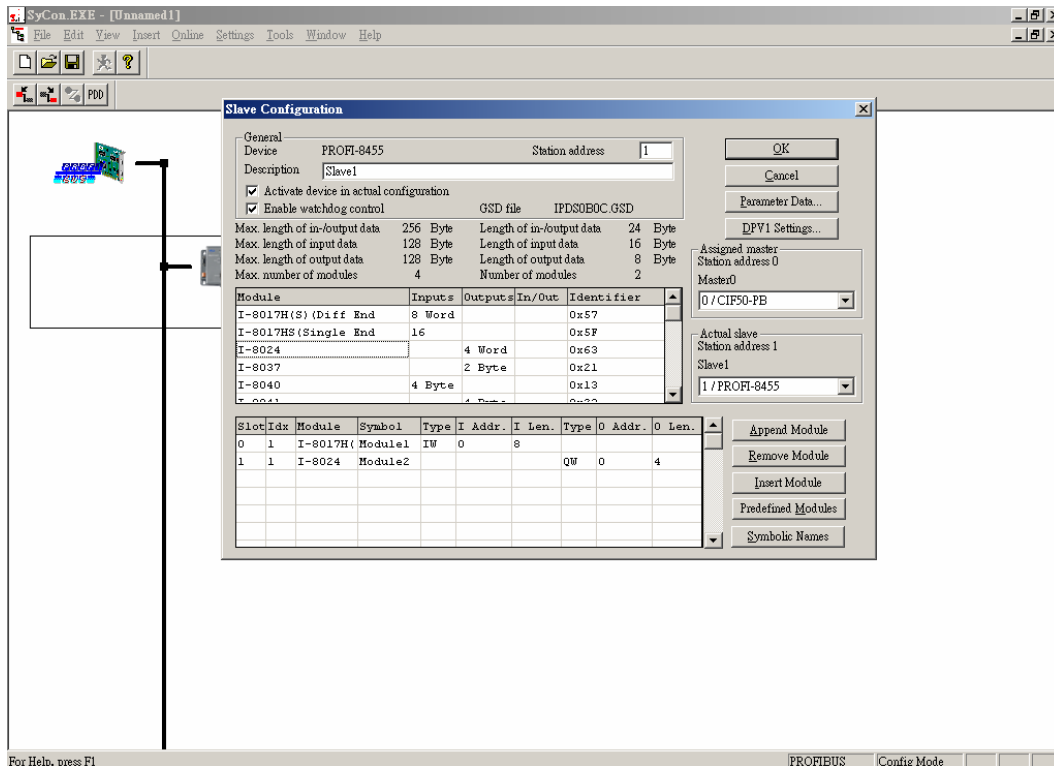 SyCon.EXE - [Unnamed1]
File Edit View Insert Online Settings Tools Window Help
PDD
PROFI
BUS
Slave Configuration
General
Device PROFI-8455 Station address 1
Description Slave1
Activate device in actual configuration
Enable watchdog control GSD file IPDS0B0C.GSD
Max. length of in-/output data 256 Byte Length of in-/output data 24 Byte
Max. length of input data 128 Byte Length of input data 16 Byte
Max. length of output data 128 Byte Length of output data 8 Byte
Max. number of modules 4 Number of modules 2
Module Inputs Outputs In/Out Identifier
I-8017H(S)(Diff End 8 Word 0x57
I-8017HS(Single End 16 0x5F
I-8024 4 Word 0x63
I-8037 2 Byte 0x21
I-8040 4 Byte 0x13
Slot Idx Module Symbol Type I Addr. I Len. Type O Addr. O Len.
0 1 I-8017H( Module1 IW 0 8
1 1 I-8024 Module2 QW 0 4
OK
Cancel
Parameter Data...
DPV1 Settings...
Assigned master
Station address 0
Master0
0 / CIF50-PB
Actual slave
Station address 1
Slave1
1 / PROFI-8455
Append Module
Remove Module
Insert Module
Predefined Modules
Symbolic Names
For Help, press F1 PROFIBUS Config Mode